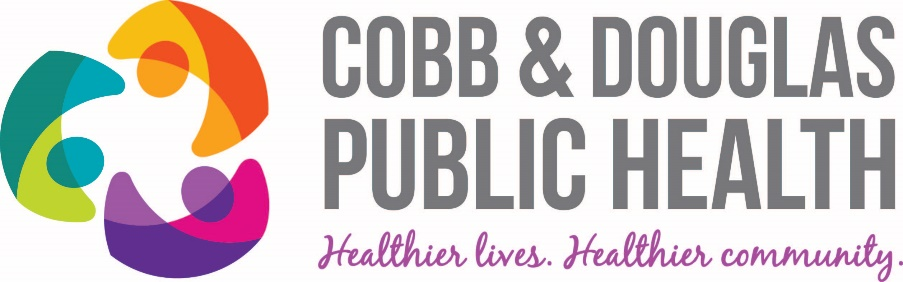 COBB & DOUGLAS
PUBLIC HEALTH
Healthier lives. Healthier community.